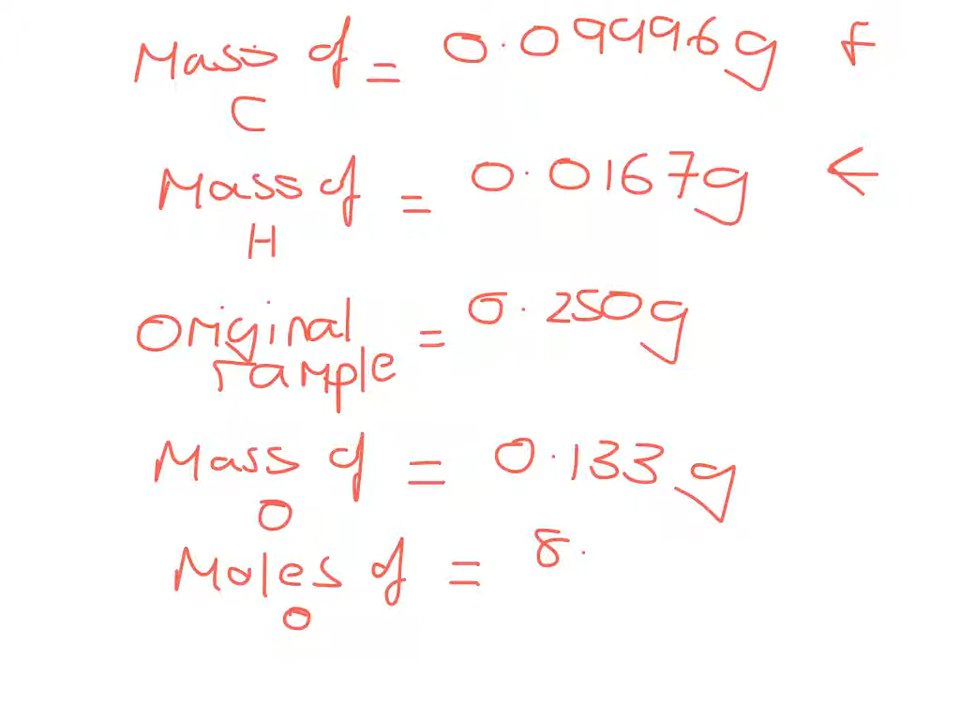 Mass of = 0.09996g
C
Mass of = 0.0167g ←
H
Original = 0.250g
sample
Mass of = 0.133g
O
Moles of = 8.
O